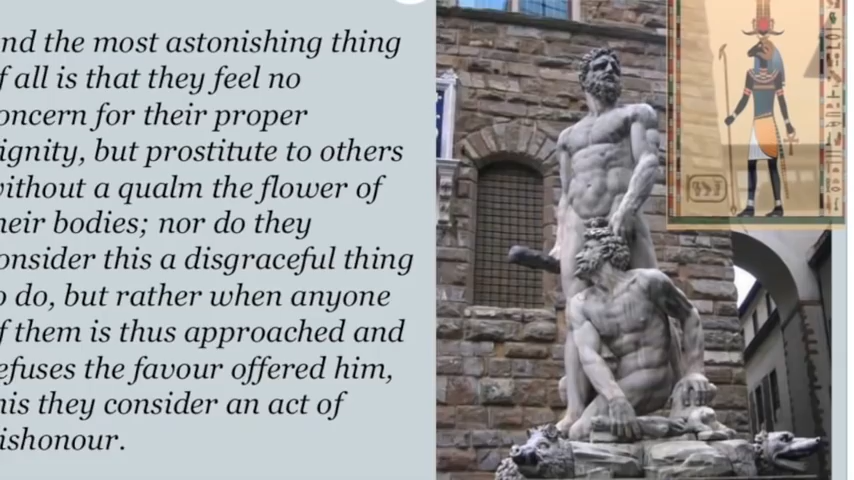 nd the most astonishing thing
f all is that they feel no
oncern for their proper
ignity, but prostitute to others
vithout a qualm the flower of
heir bodies; nor do they
onsider this a disgraceful thing
o do, but rather when anyone
f them is thus approached and
efuses the favour offered him,
his they consider an act of
ishonour.